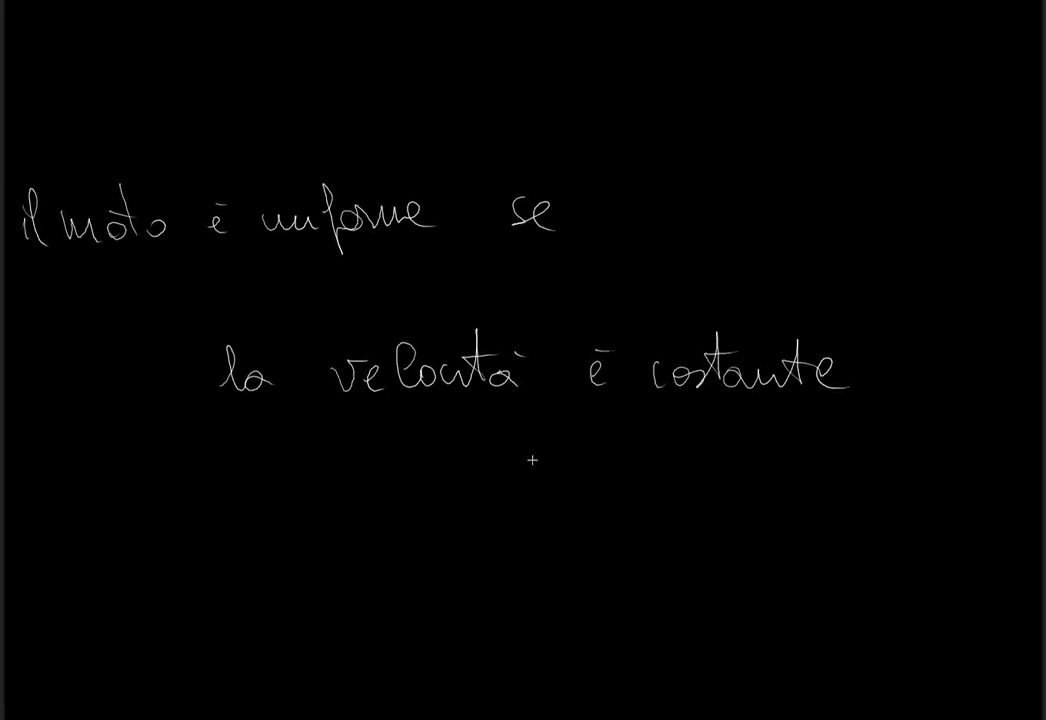 il moto è uniforme se
la velocità è costante